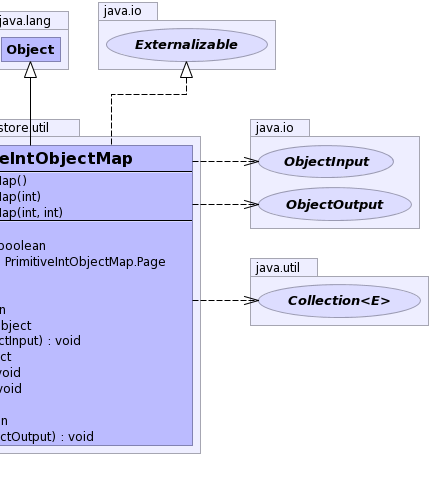 java.lang
java.io
Object
Externalizable
store.util
java.io
eIntObjectMap
ObjectInput
Map()
Map(int)
Map(int, int)
ObjectOutput
boolean
PrimitiveIntObjectMap.Page
java.util
Collection<E>
n
bject
ctInput) : void
ct
void
void
n
ctOutput) : void